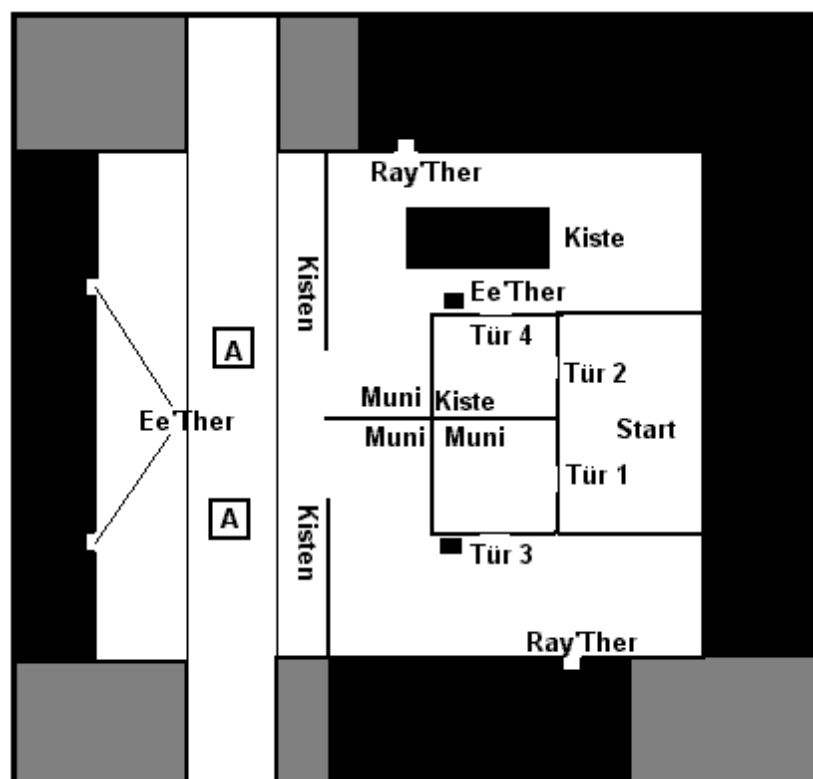 Ray'Ther
Kiste
Kisten
Ee'Ther
Tür 4
A
Tür 2
Muni Kiste
Ee'Ther
Muni Muni
Start
Tür 1
A
Kisten
Tür 3
Ray'Ther